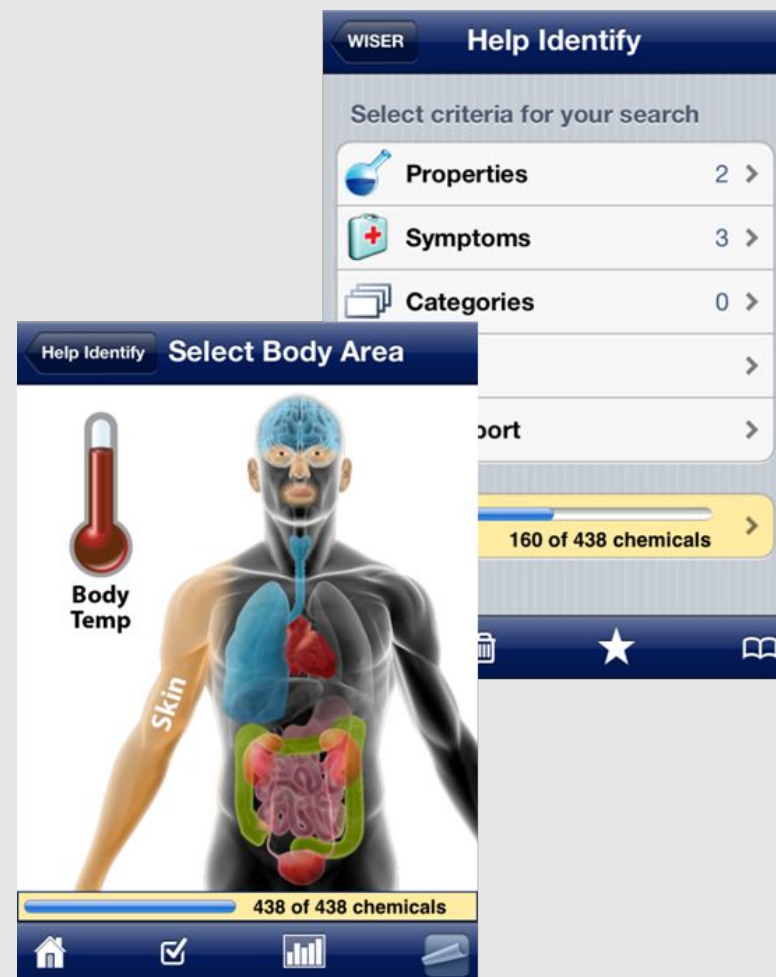 WISER
Help Identify
Select criteria for your search
Properties 2
Symptoms 3
Categories 0
port
160 of 438 chemicals
Help Identify
Select Body Area
Body
Temp
Skin
438 of 438 chemicals